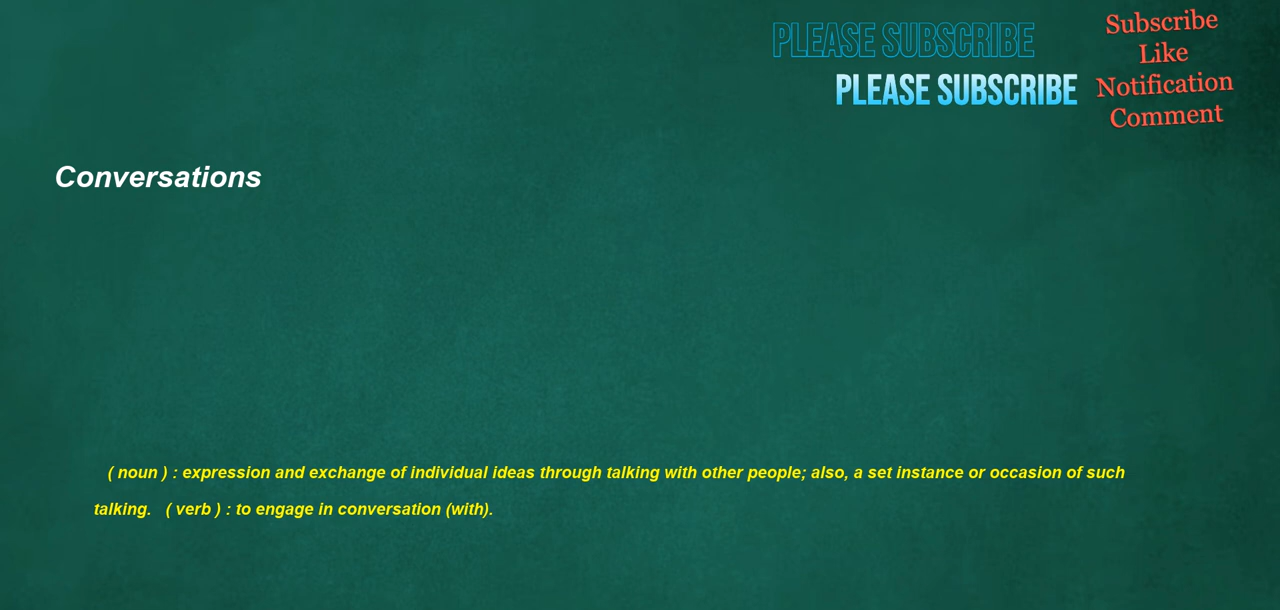 PLEASE SUBSCRIBE
PLEASE SUBSCRIBE
Subscribe
Like
Notification
Comment
Conversations
( noun ) : expression and exchange of individual ideas through talking with other people; also, a set instance or occasion of such
talking. ( verb ) : to engage in conversation (with).